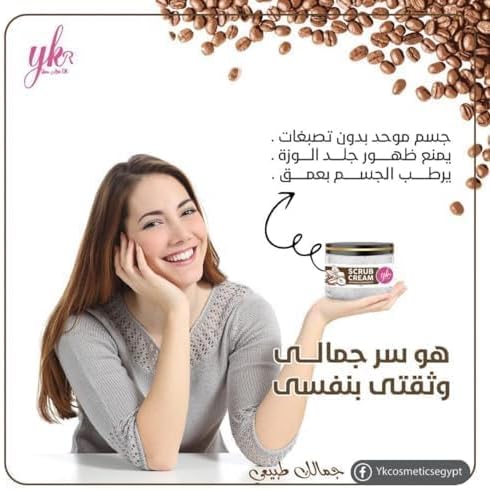 yk
جسم موحد بدون تصبغات .
يمنع ظهور جلد الوزة .
يرطب الجسم بعمق .
SCRUB
CREAM
yk
هو سر جمالى
وثقتى بنفسى
جمالك طبيعى
Ykcosmeticsegypt